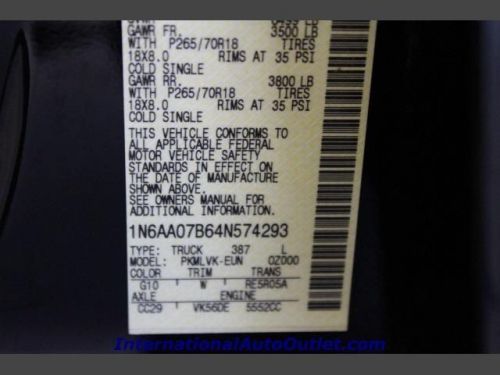 GAWR FR. 3500 LB
WITH P265/70R18 TIRES
18X8.0 RIMS AT 35 PSI
COLD SINGLE
GAWR RR. 3800 LB
WITH P265/70R18 TIRES
18X8.0 RIMS AT 35 PSI
COLD SINGLE
THIS VEHICLE CONFORMS TO
ALL APPLICABLE FEDERAL
MOTOR VEHICLE SAFETY
STANDARDS IN EFFECT ON
THE DATE OF MANUFACTURE
SHOWN ABOVE.
SEE OWNERS MANUAL FOR
ADDITIONAL INFORMATION.
1N6AA07B64N574293
TYPE: TRUCK 387 L
MODEL: PKMLVK-EUN 0Z000
COLOR TRIM TRANS
G10 W RE5R05A
AXLE ENGINE
CC29 VK56DE 5552CC
InternationalAutoOutlet.com